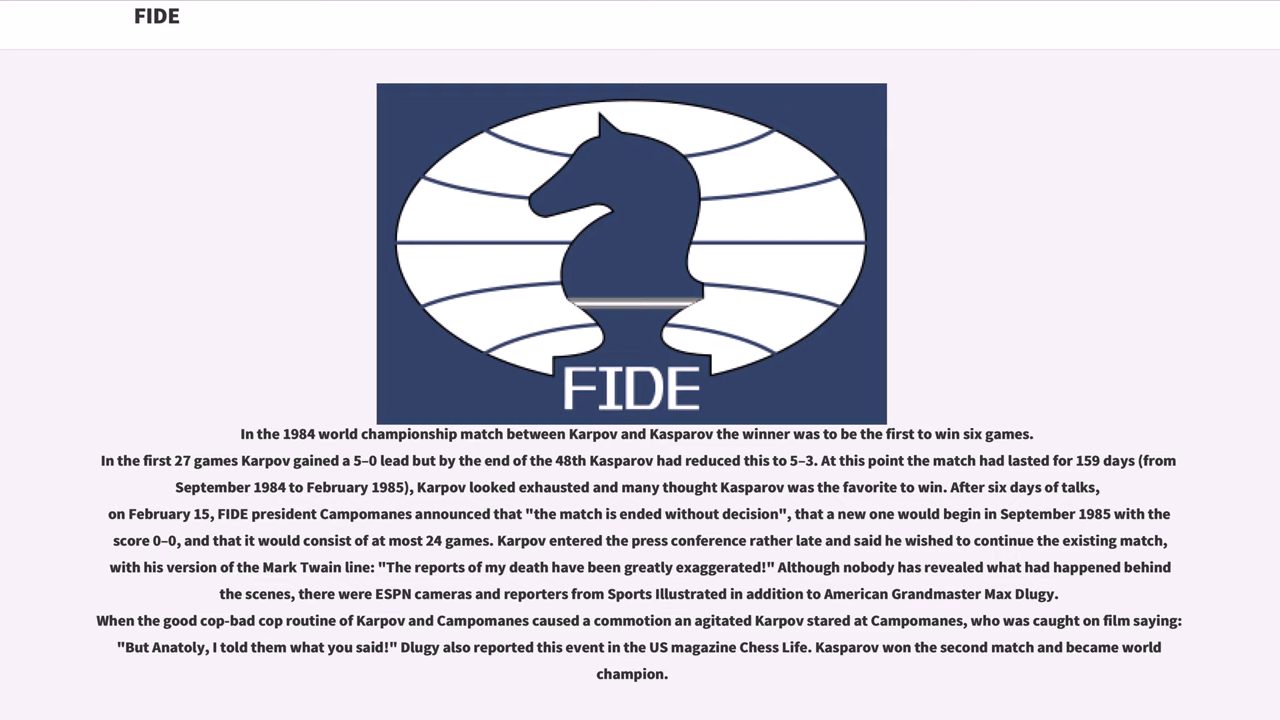 FIDE
FIDE
In the 1984 world championship match between Karpov and Kasparov the winner was to be the first to win six games.
In the first 27 games Karpov gained a 5–0 lead but by the end of the 48th Kasparov had reduced this to 5–3. At this point the match had lasted for 159 days (from
September 1984 to February 1985), Karpov looked exhausted and many thought Kasparov was the favorite to win. After six days of talks,
on February 15, FIDE president Campomanes announced that "the match is ended without decision", that a new one would begin in September 1985 with the
score 0–0, and that it would consist of at most 24 games. Karpov entered the press conference rather late and said he wished to continue the existing match,
with his version of the Mark Twain line: "The reports of my death have been greatly exaggerated!" Although nobody has revealed what had happened behind
the scenes, there were ESPN cameras and reporters from Sports Illustrated in addition to American Grandmaster Max Dlugy.
When the good cop-bad cop routine of Karpov and Campomanes caused a commotion an agitated Karpov stared at Campomanes, who was caught on film saying:
"But Anatoly, I told them what you said!" Dlugy also reported this event in the US magazine Chess Life. Kasparov won the second match and became world
champion.